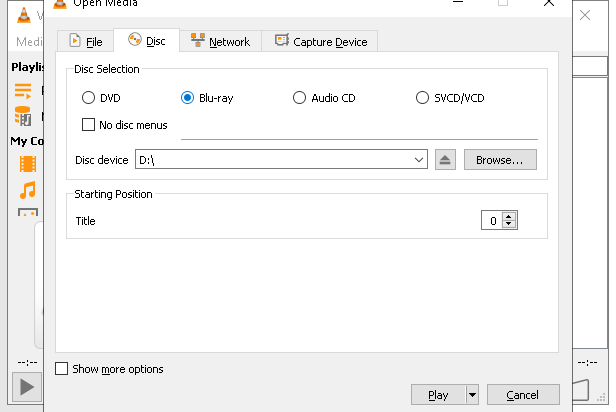 Open Media
Medi
File
Disc
Network
Capture Device
Playlis
Disc Selection
DVD
Blu-ray
Audio CD
SVCD/VCD
No disc menus
My Co
Disc device
D:\
Browse...
Starting Position
Title
0
--:--
--:--
Show more options
Play
Cancel